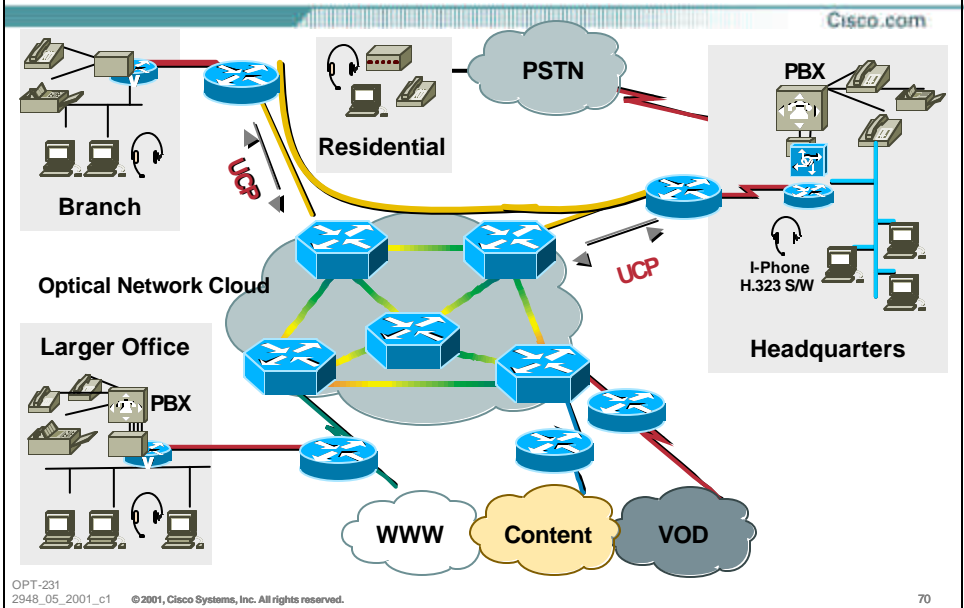 Cisco.com
PSTN
PBX
Residential
UCP
Branch
I-Phone
H.323 S/W
UCP
Optical Network Cloud
Larger Office
Headquarters
PBX
V
V
WWW
Content
VOD
OPT-231
2948_05_2001_c1 © 2001, Cisco Systems, Inc. All rights reserved. 70